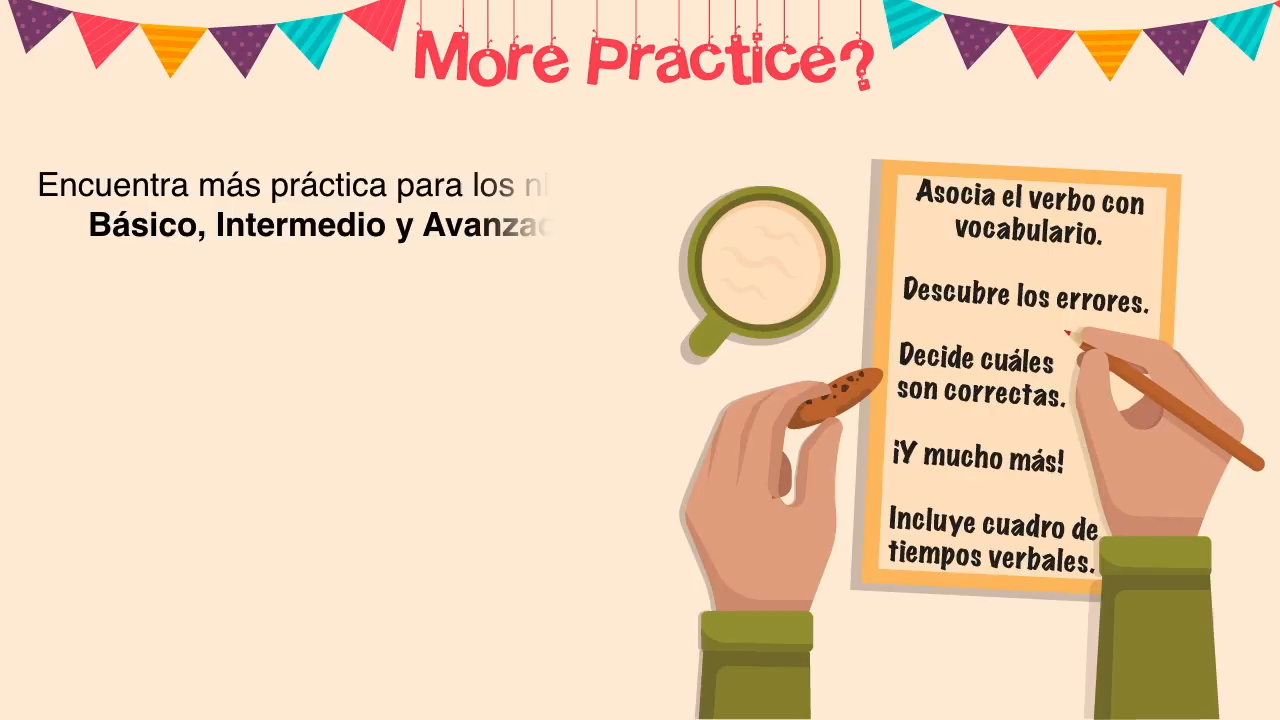 More Practice?
Encuentra más práctica para los
Básico, Intermedio y
Asocia el verbo con
vocabulario.
Descubre los errores.
Decide cuáles
son correctas.
¡Y mucho más!
Incluye cuadro de
tiempos verbales.